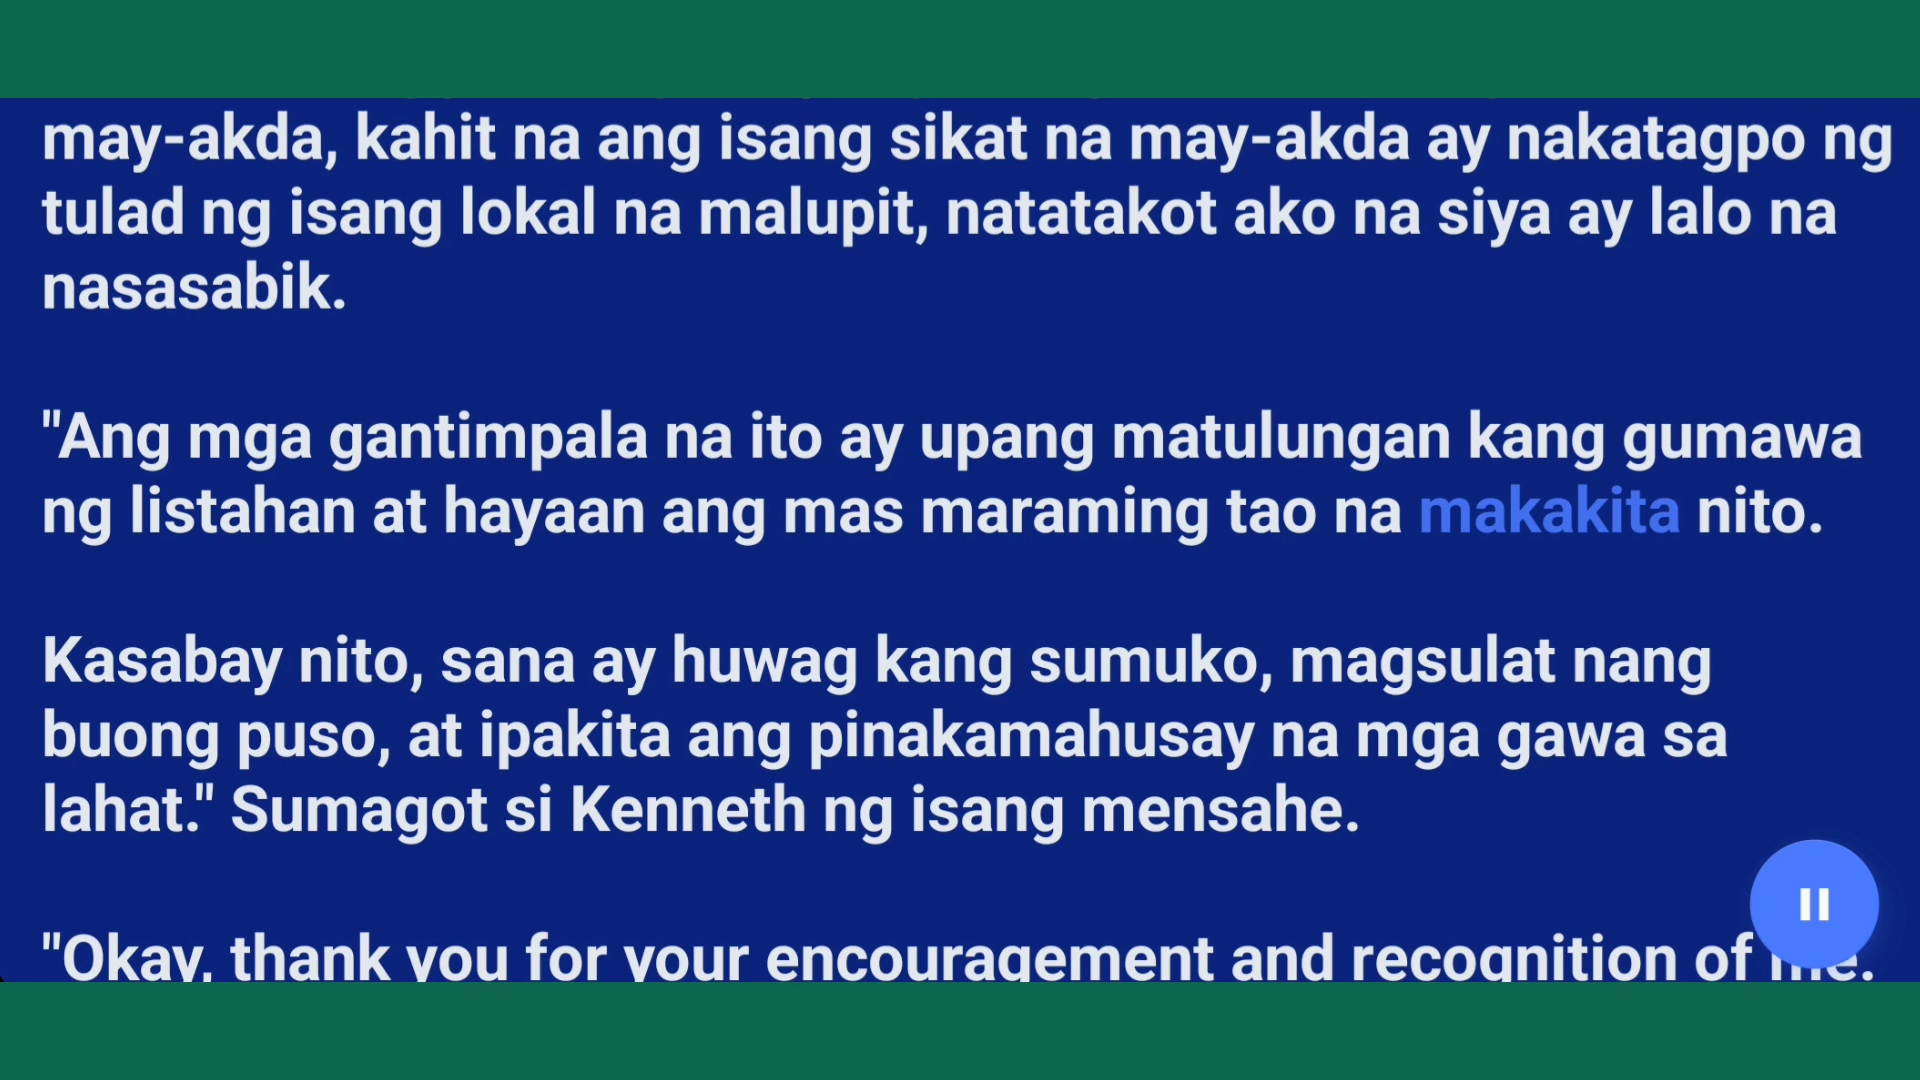 may-akda, kahit na ang isang sikat na may-akda ay nakatagpo ng
tulad ng isang lokal na malupit, natatakot ako na siya ay lalo na
nasasabik.
"Ang mga gantimpala na ito ay upang matulungan kang gumawa
ng listahan at hayaan ang mas maraming tao na makakita nito.
Kasabay nito, sana ay huwag kang sumuko, magsulat nang
buong puso, at ipakita ang pinakamahusay na mga gawa sa
lahat." Sumagot si Kenneth ng isang mensahe.
"Okay, thank you for your encouragement and recognition of me.